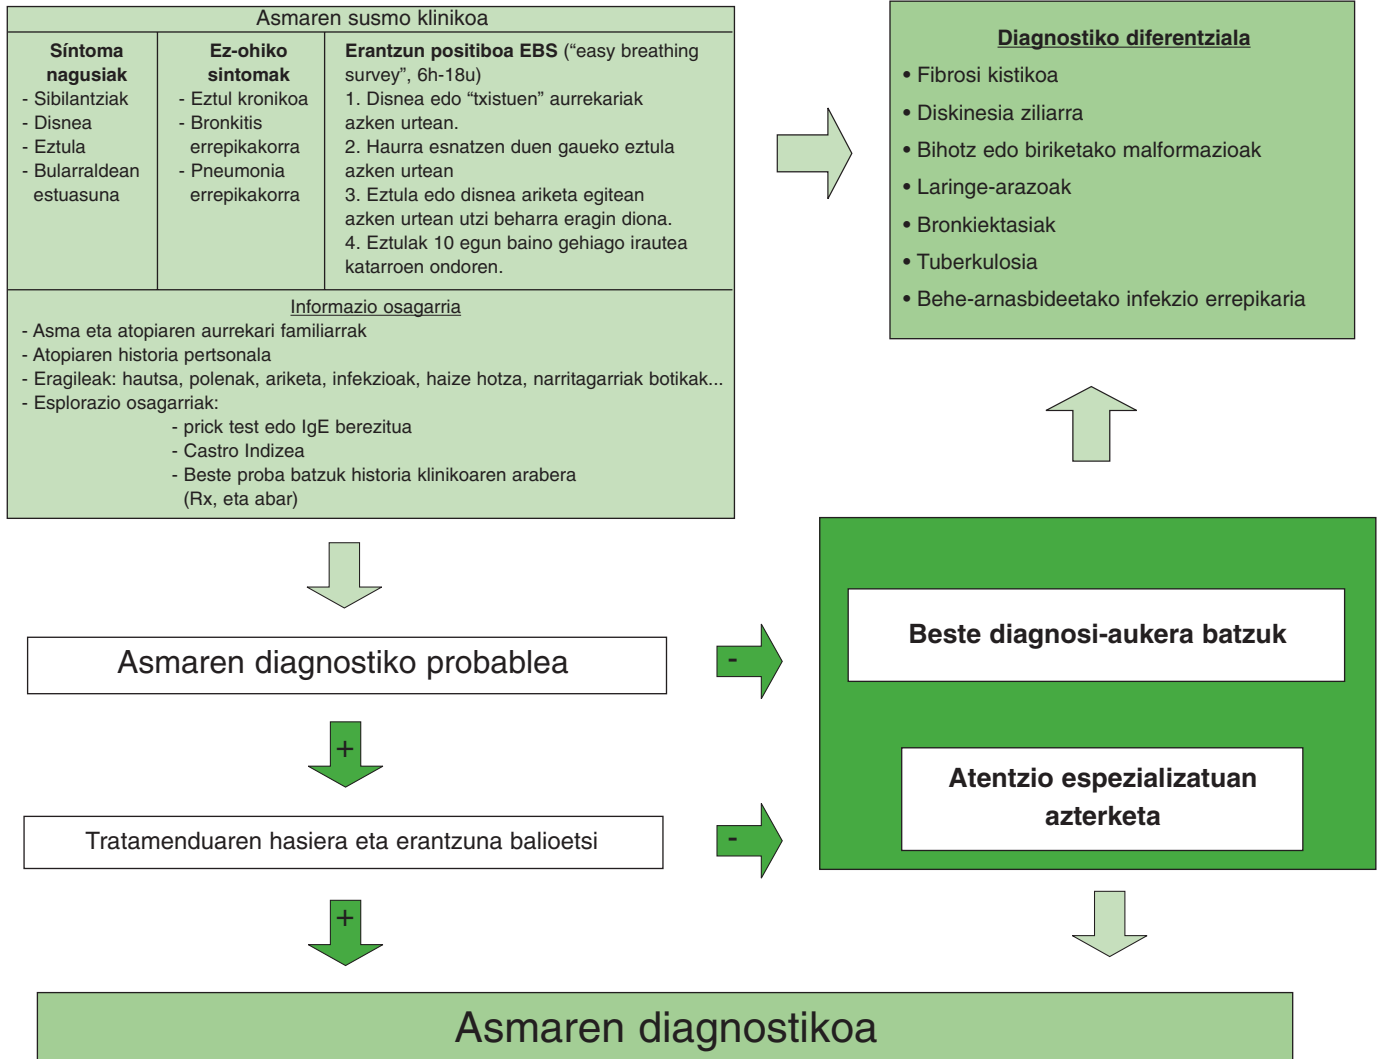 Asmaren susmo klinikoa
Síntoma
nagusiak
- Sibilantziak
- Disnea
- Eztula
- Bularraldean
estuasuna
Ez-ohiko
sintomak
- Eztul kronikoa
- Bronkitis
errepikakorra
- Pneumonia
errepikakorra
Erantzun positiboa EBS (“easy breathing
survey”, 6h-18u)
1. Disnea edo “txistuen” aurrekariak
azken urtean.
2. Haurra esnatzen duen gaueko eztula
azken urtean
3. Eztula edo disnea ariketa egitean
azken urtean utzi beharra eragin diona.
4. Eztulak 10 egun baino gehiago irautea
katarroen ondoren.
Informazio osagarria
- Asma eta atopiaren aurrekari familiarrak
- Atopiaren historia pertsonala
- Eragileak: hautsa, polenak, ariketa, infekzioak, haize hotza, narritagarriak botikak...
- Esplorazio osagarriak:
- prick test edo IgE berezitua
- Castro Indizea
- Beste proba batzuk historia klinikoaren arabera
(Rx, eta abar)
Diagnostiko diferentziala
• Fibrosi kistikoa
• Diskinesia ziliarra
• Bihotz edo biriketako malformazioak
• Laringe-arazoak
• Bronkiektasiak
• Tuberkulosia
• Behe-arnasbideetako infekzio errepikaria
Asmaren diagnostiko probablea
-
Beste diagnosi-aukera batzuk
+
Tratamenduaren hasiera eta erantzuna balioetsi
-
Atentzio espezializatuan
azterketa
+
Asmaren diagnostikoa